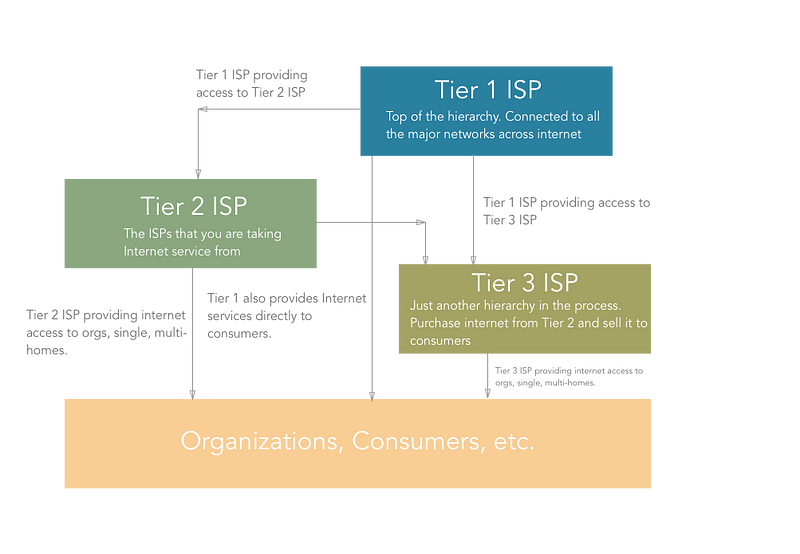 Tier 1 ISP providing
access to Tier 2 ISP
Tier 1 ISP
Top of the hierarchy. Connected to all
the major networks across internet
Tier 2 ISP
The ISPs that you are taking
Internet service from
Tier 1 ISP providing access to
Tier 3 ISP
Tier 3 ISP
Just another hierarchy in the process.
Purchase internet from Tier 2 and sell it to
consumers
Tier 2 ISP providing internet
access to orgs, single, multi-
homes.
Tier 1 also provides Internet
services directly to
consumers.
Tier 3 ISP providing internet access to
orgs, single, multi-homes.
Organizations, Consumers, etc.